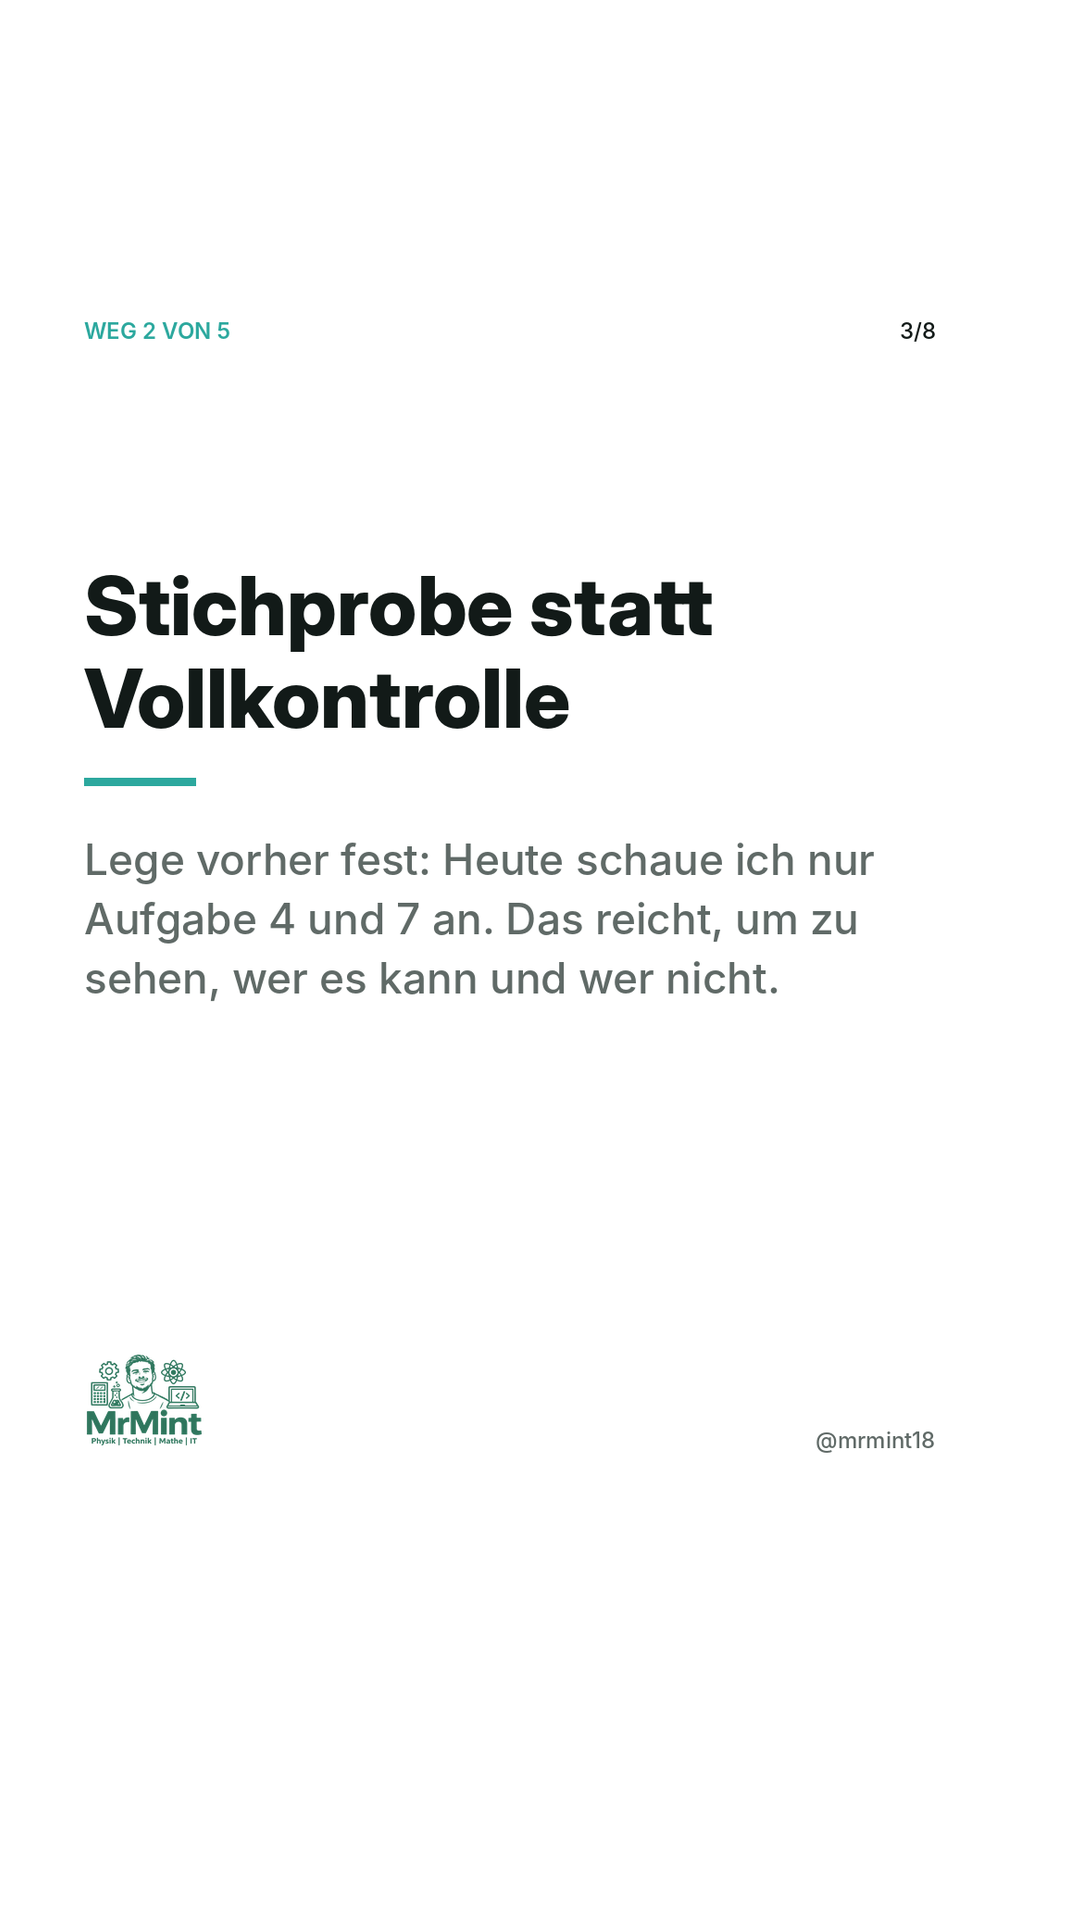 WEG 2 VON 5
3/8
Stichprobe statt
Vollkontrolle
Lege vorher fest: Heute schaue ich nur
Aufgabe 4 und 7 an. Das reicht, um zu
sehen, wer es kann und wer nicht.
</>
MrMint
Physik | Technik | Mathe | IT
@mrmint18